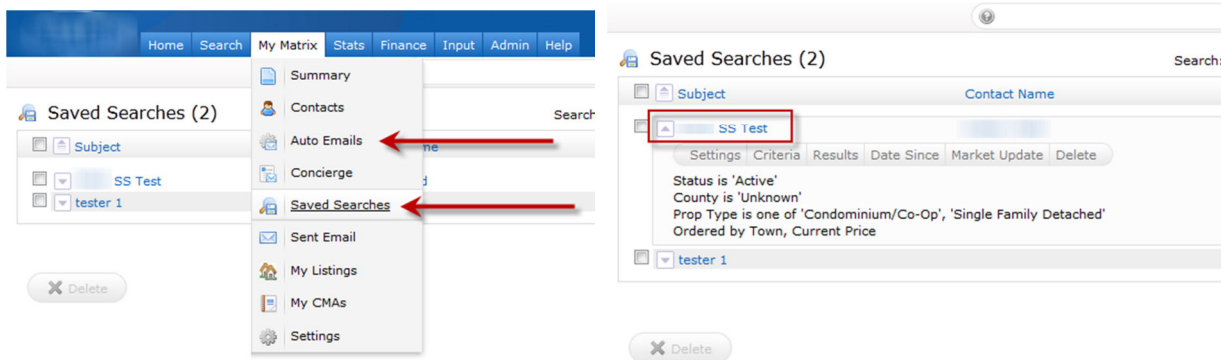 Home Search My Matrix Stats Finance Input Admin Help
Summary
Contacts
Auto Emails
Concierge
Saved Searches
Sent Email
My Listings
My CMAs
Settings
Saved Searches (2)
Search
Subject
me
SS Test
d
tester 1
Delete
Saved Searches (2)
Search:
Subject Contact Name
SS Test
Settings Criteria Results Date Since Market Update Delete
Status is 'Active'
County is 'Unknown'
Prop Type is one of 'Condominium/Co-Op', 'Single Family Detached'
Ordered by Town, Current Price
tester 1
Delete